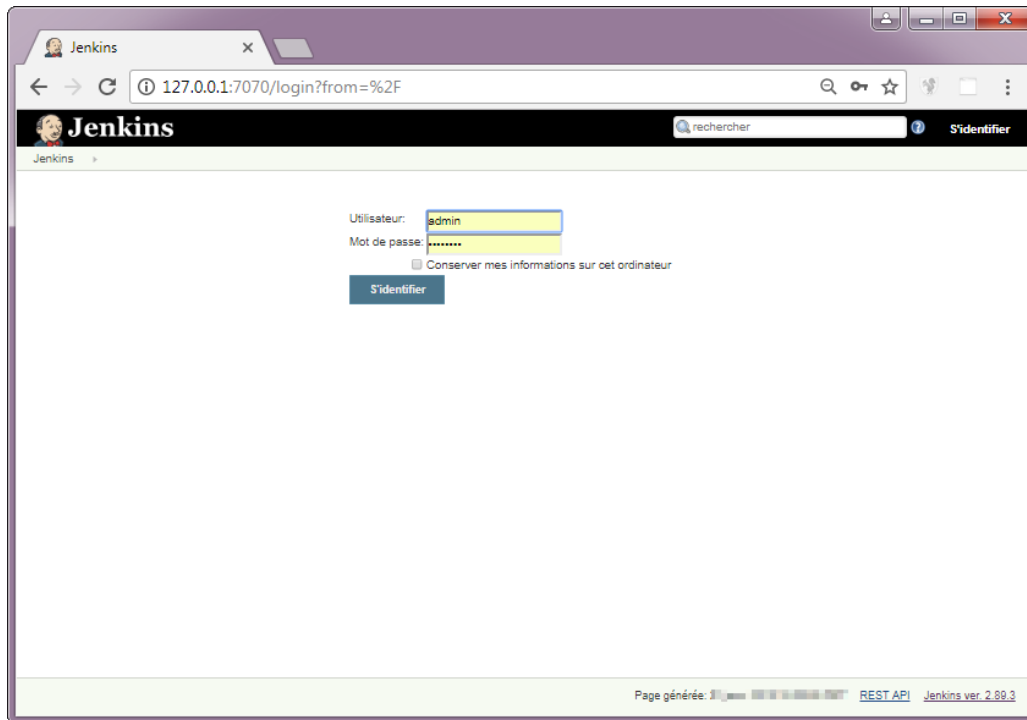 Jenkins
127.0.0.1:7070/login?from=%2F
Jenkins
rechercher
S'identifier
Jenkins
Utilisateur: admin
Mot de passe: ••••••••
Conserver mes informations sur cet ordinateur
S'identifier
Page générée: REST API Jenkins ver. 2.89.3